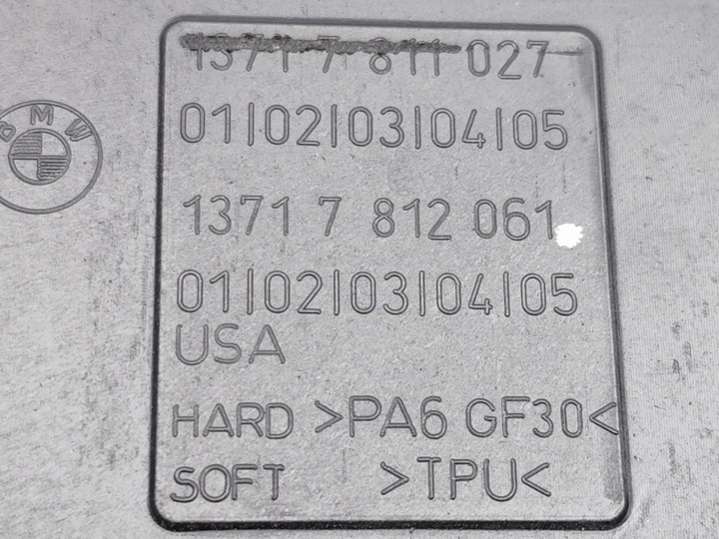 BMW
1371 7 811 027
01|02|03|04|05
1371 7 812 061
01|02|03|04|05
USA
HARD >PA6 GF30<
SOFT >TPU<